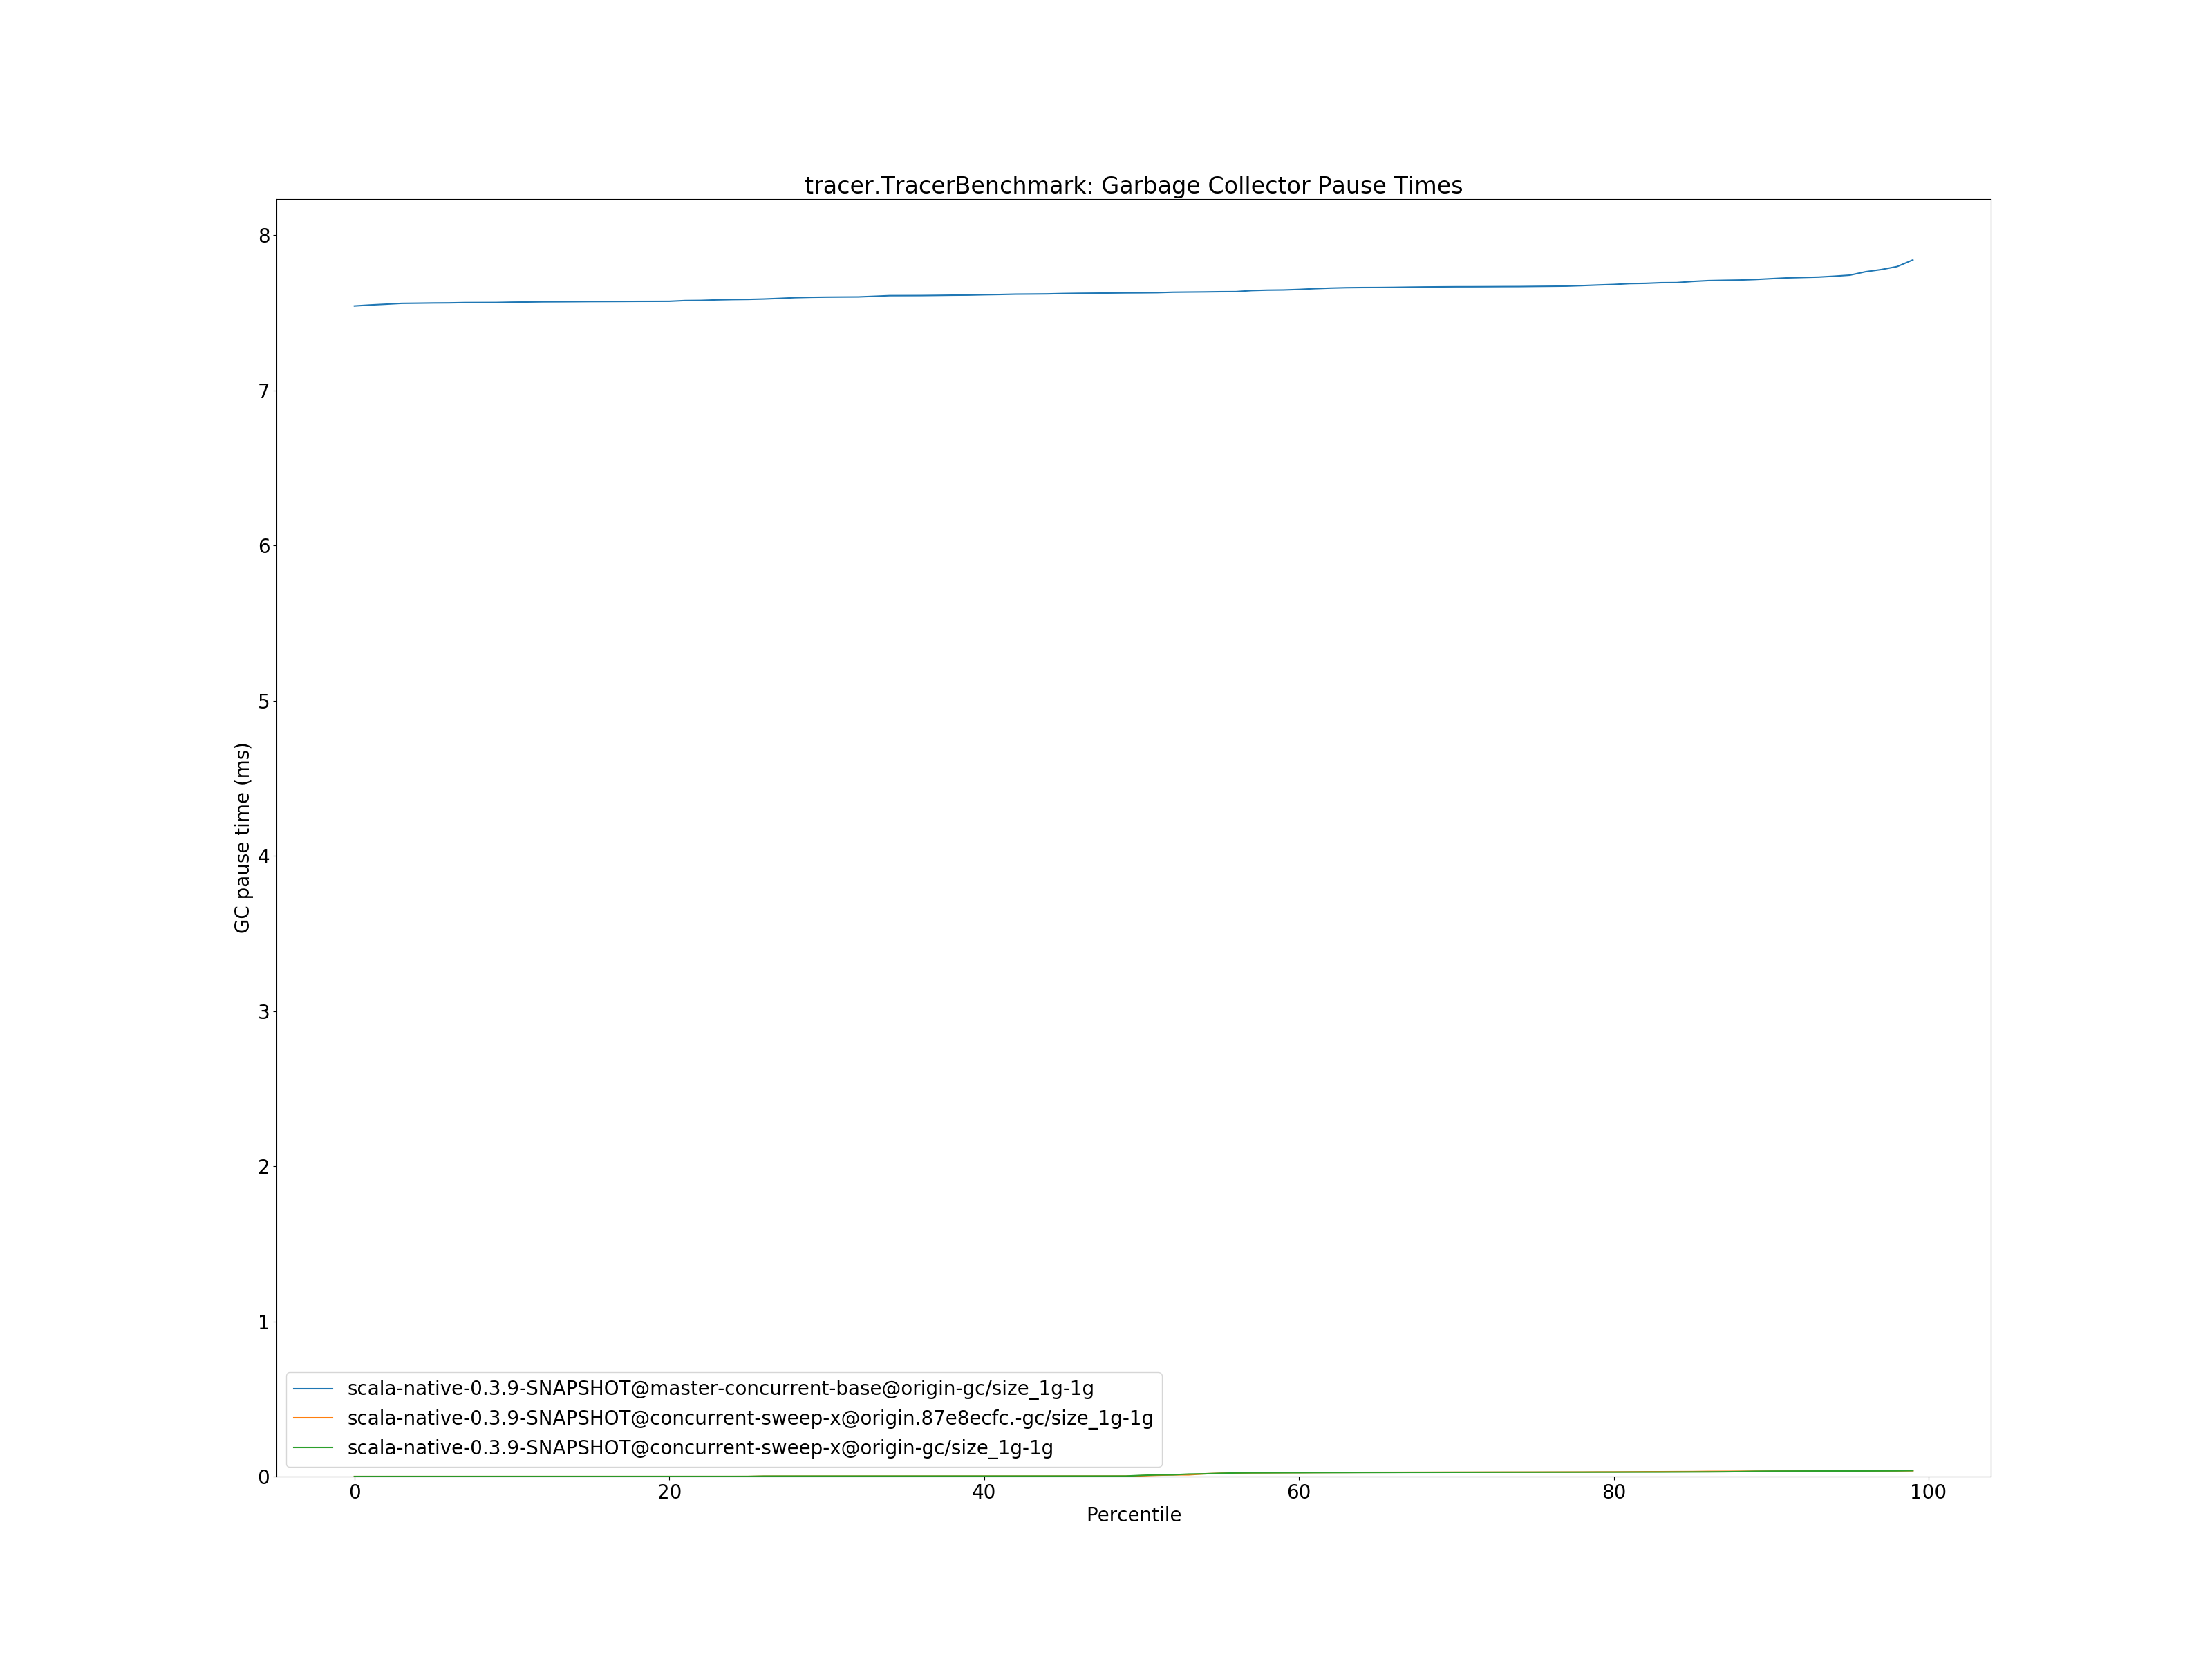 tracer.TracerBenchmark: Garbage Collector Pause Times
8
7
6
5
4
3
2
1
0
GC pause time (ms)
scala-native-0.3.9-SNAPSHOT@master-concurrent-base@origin-gc/size_1g-1g
scala-native-0.3.9-SNAPSHOT@concurrent-sweep-x@origin.87e8ecfc.-gc/size_1g-1g
scala-native-0.3.9-SNAPSHOT@concurrent-sweep-x@origin-gc/size_1g-1g
0 20 40 60 80 100
Percentile